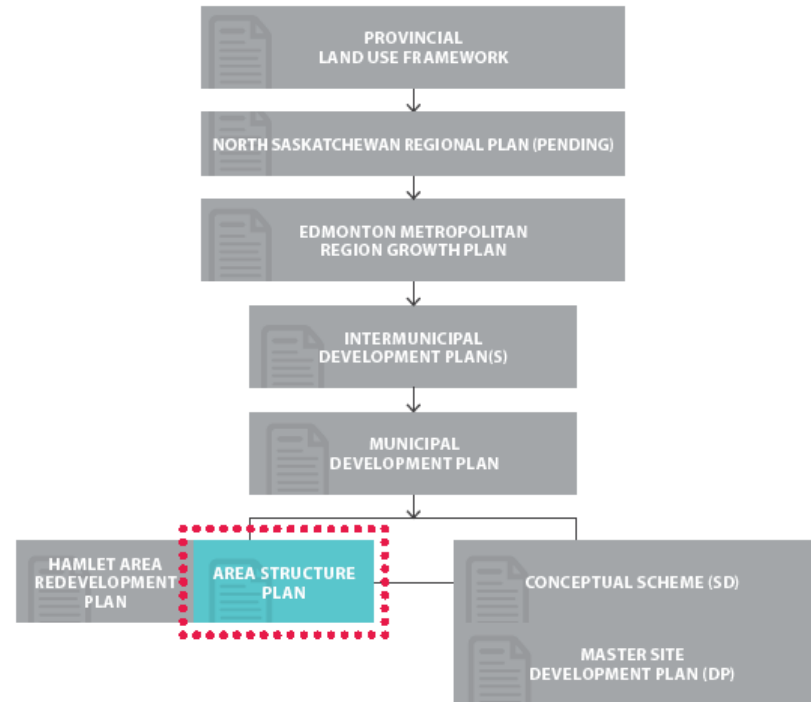 PROVINCIAL
LAND USE FRAMEWORK
NORTH SASKATCHEWAN REGIONAL PLAN (PENDING)
EDMONTON METROPOLITAN
REGION GROWTH PLAN
INTERMUNICIPAL
DEVELOPMENT PLAN(S)
MUNICIPAL
DEVELOPMENT PLAN
HAMLET AREA
REDEVELOPMENT
PLAN
AREA STRUCTURE
PLAN
CONCEPTUAL SCHEME (SD)
MASTER SITE
DEVELOPMENT PLAN (DP)